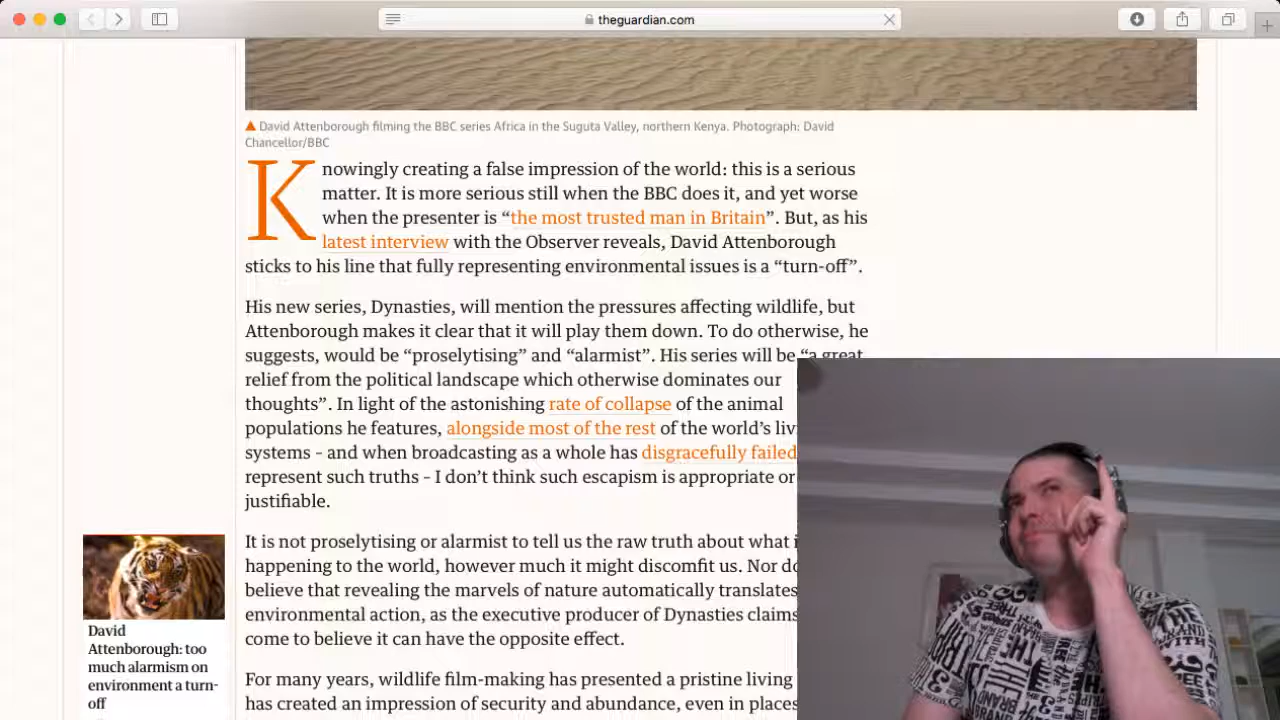 theguardian.com
David Attenborough filming the BBC series Africa in the Suguta Valley, northern Kenya. Photograph: David
Chancellor/BBC
Knowingly creating a false impression of the world: this is a serious
matter. It is more serious still when the BBC does it, and yet worse
when the presenter is “the most trusted man in Britain”. But, as his
latest interview with the Observer reveals, David Attenborough
sticks to his line that fully representing environmental issues is a “turn-off”.
His new series, Dynasties, will mention the pressures affecting wildlife, but
Attenborough makes it clear that it will play them down. To do otherwise, he
suggests, would be “proselytising” and “alarmist”. His series will be “a great
relief from the political landscape which otherwise dominates our
thoughts”. In light of the astonishing rate of collapse of the animal
populations he features, alongside most of the rest of the world’s liv
systems – and when broadcasting as a whole has disgracefully failed
represent such truths – I don’t think such escapism is appropriate or
justifiable.
It is not proselytising or alarmist to tell us the raw truth about what i
happening to the world, however much it might discomfit us. Nor do
believe that revealing the marvels of nature automatically translates
environmental action, as the executive producer of Dynasties claims
come to believe it can have the opposite effect.
For many years, wildlife film-making has presented a pristine living
has created an impression of security and abundance, even in places
David
Attenborough: too
much alarmism on
environment a turn-
off